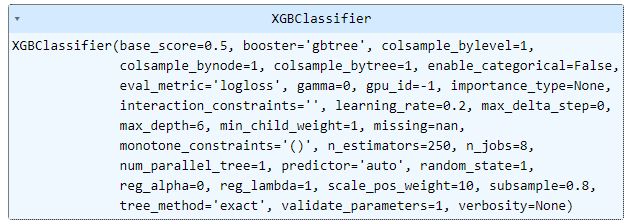 XGBClassifier
XGBClassifier(base_score=0.5, booster='gbtree', colsample_bylevel=1,
colsample_bynode=1, colsample_bytree=1, enable_categorical=False,
eval_metric='logloss', gamma=0, gpu_id=-1, importance_type=None,
interaction_constraints='', learning_rate=0.2, max_delta_step=0,
max_depth=6, min_child_weight=1, missing=nan,
monotone_constraints='()', n_estimators=250, n_jobs=8,
num_parallel_tree=1, predictor='auto', random_state=1,
reg_alpha=0, reg_lambda=1, scale_pos_weight=10, subsample=0.8,
tree_method='exact', validate_parameters=1, verbosity=None)